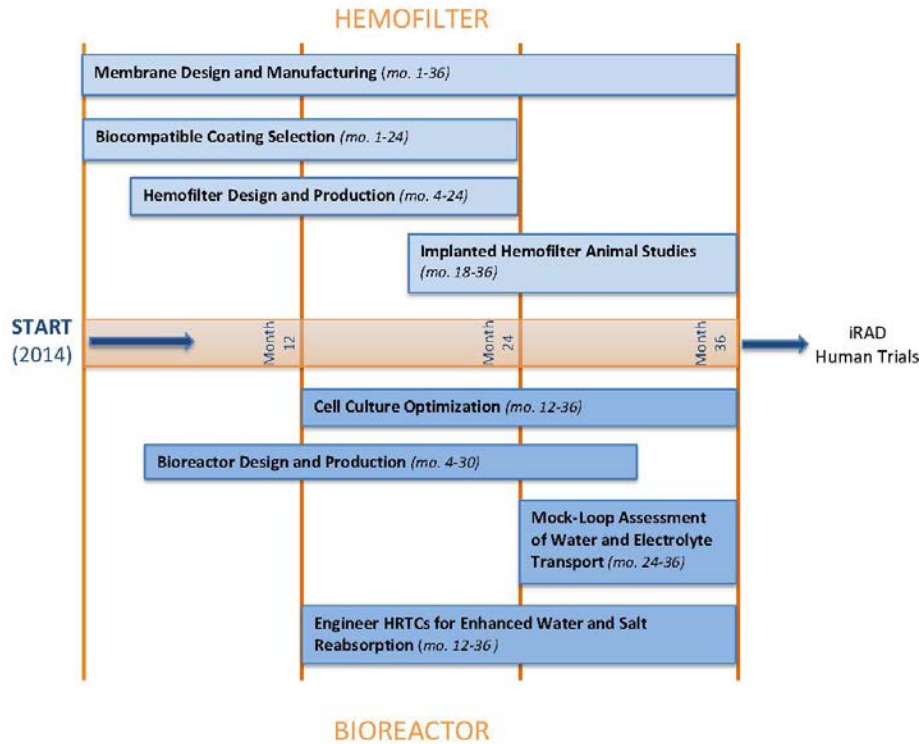 HEMOFILTER
Membrane Design and Manufacturing (mo. 1-36)
Biocompatible Coating Selection (mo. 1-24)
Hemofilter Design and Production (mo. 4-24)
Implanted Hemofilter Animal Studies
(mo. 18-36)
START
(2014)
Month
12
Month
24
Month
36
iRAD
Human Trials
Cell Culture Optimization (mo. 12-36)
Bioreactor Design and Production (mo. 4-30)
Mock-Loop Assessment
of Water and Electrolyte
Transport (mo. 24-36)
Engineer HRTCs for Enhanced Water and Salt
Reabsorption (mo. 12-36)
BIOREACTOR